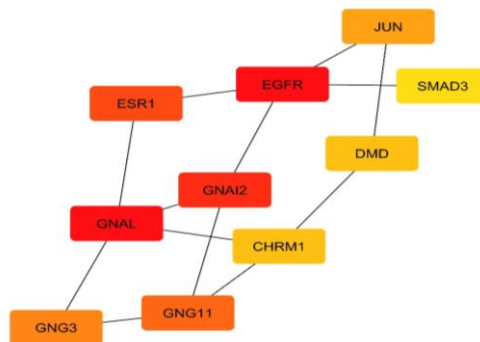 JUN
EGFR
SMAD3
ESR1
DMD
GNAI2
GNAL
CHRM1
GNG11
GNG3